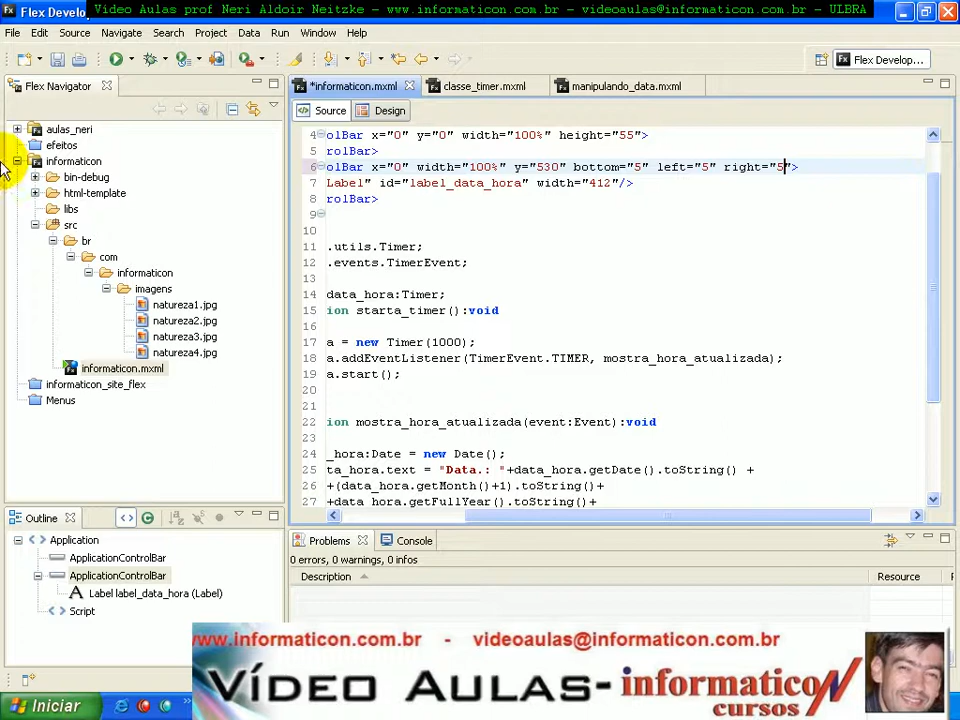 Flex Develo
Vídeo Aulas prof Neri Aldoir Neitzke – www.informaticon.com.br – videoaulas@informaticon.com.br – ULBRA
File Edit Source Navigate Search Project Data Run Window Help
Flex Develop...
Flex Navigator
*informaticon.mxml
classe_timer.mxml
manipulando_data.mxml
Source
Design
aulas_neri
efeitos
informaticon
bin-debug
html-template
libs
src
br
com
informaticon
imagens
natureza1.jpg
natureza2.jpg
natureza3.jpg
natureza4.jpg
informaticon.mxml
informaticon_site_flex
Menus
4 olBar x="0" y="0" width="100%" height="55">
5 rolBar>
6 olBar x="0" width="100%" y="530" bottom="5" left="5" right="5">
7 Label" id="label_data_hora" width="412"/>
8 rolBar>
9
10
11 .utils.Timer;
12 .events.TimerEvent;
13
14 data_hora:Timer;
15 ion starta_timer():void
16
17 a = new Timer(1000);
18 a.addEventListener(TimerEvent.TIMER, mostra_hora_atualizada);
19 a.start();
20
21
22 ion mostra_hora_atualizada(event:Event):void
23
24 _hora:Date = new Date();
25 ta_hora.text = "Data.: "+data_hora.getDate().toString() +
26 +(data_hora.getMonth()+1).toString()+
27 +data_hora.getFullYear().toString()+
Outline
Application
ApplicationControlBar
ApplicationControlBar
Label label_data_hora (Label)
Script
Problems
Console
0 errors, 0 warnings, 0 infos
Description
Resource
www.informaticon.com.br - videoaulas@informaticon.com.br
VÍDEO AULAS- informaticoN
cursos
Iniciar